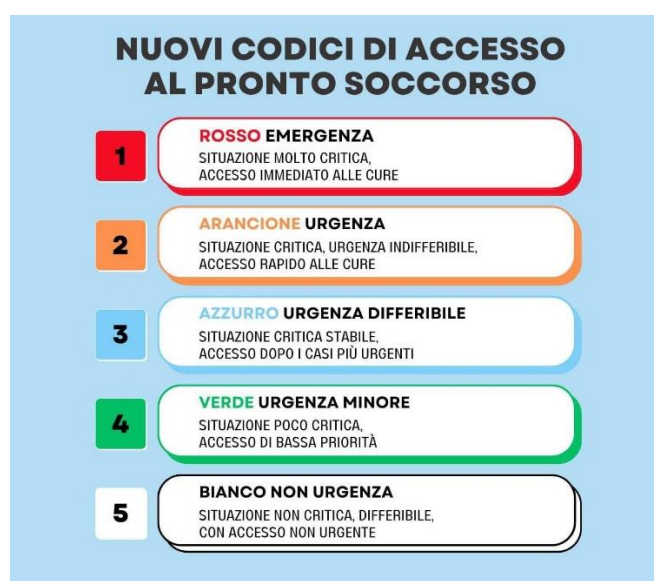 NUOVI CODICI DI ACCESSO
AL PRONTO SOCCORSO
1
ROSSO EMERGENZA
SITUAZIONE MOLTO CRITICA,
ACCESSO IMMEDIATO ALLE CURE
2
ARANCIONE URGENZA
SITUAZIONE CRITICA, URGENZA INDIFFERIBILE,
ACCESSO RAPIDO ALLE CURE
3
AZZURRO URGENZA DIFFERIBILE
SITUAZIONE CRITICA STABILE,
ACCESSO DOPO I CASI PIÙ URGENTI
4
VERDE URGENZA MINORE
SITUAZIONE POCO CRITICA,
ACCESSO DI BASSA PRIORITÀ
5
BIANCO NON URGENZA
SITUAZIONE NON CRITICA, DIFFERIBILE,
CON ACCESSO NON URGENTE